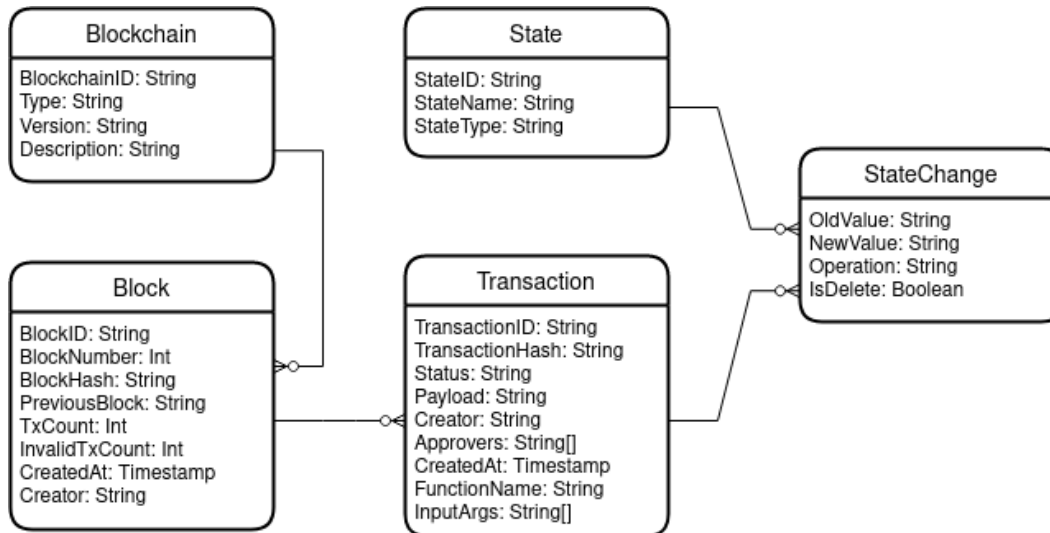 Blockchain
BlockchainID: String
Type: String
Version: String
Description: String
State
StateID: String
StateName: String
StateType: String
StateChange
OldValue: String
NewValue: String
Operation: String
IsDelete: Boolean
Block
BlockID: String
BlockNumber: Int
BlockHash: String
PreviousBlock: String
TxCount: Int
InvalidTxCount: Int
CreatedAt: Timestamp
Creator: String
Transaction
TransactionID: String
TransactionHash: String
Status: String
Payload: String
Creator: String
Approvers: String[]
CreatedAt: Timestamp
FunctionName: String
InputArgs: String[]